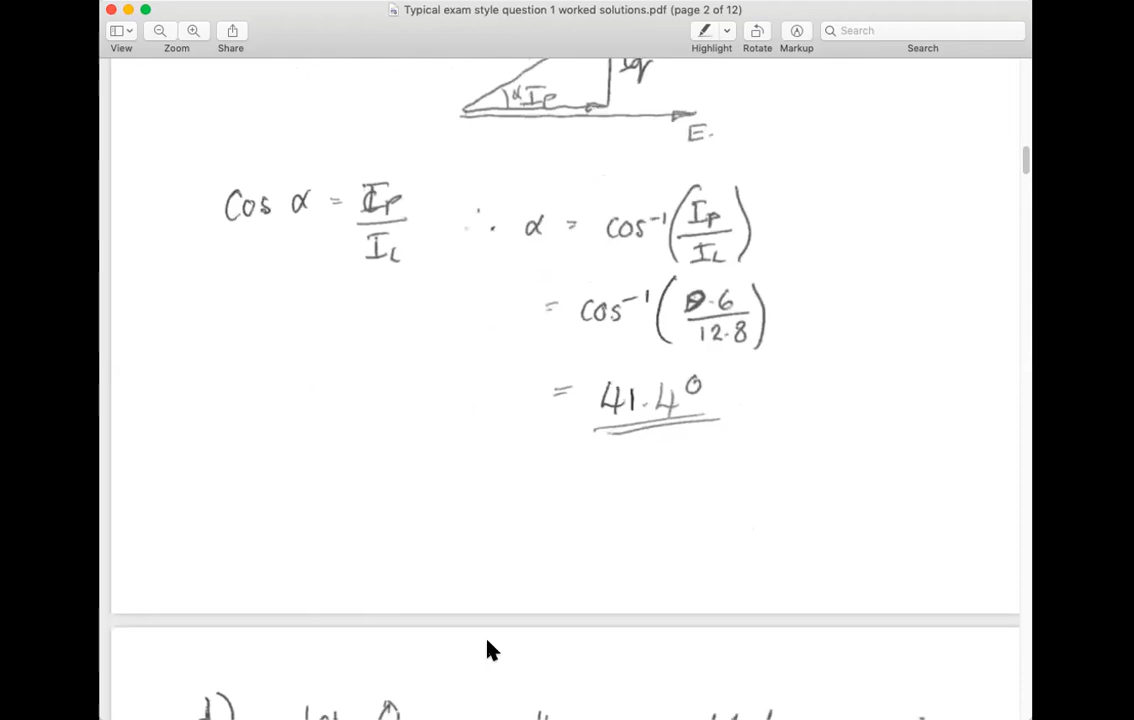 Typical exam style question 1 worked solutions.pdf (page 2 of 12)
Search
View Zoom Share Highlight Rotate Markup Search
Iq
α Ip
E.
Cos α = Ip / IL ∴ α = cos⁻¹ (Ip / IL)
= cos⁻¹ (9.6 / 12.8)
= 41.4°
d)